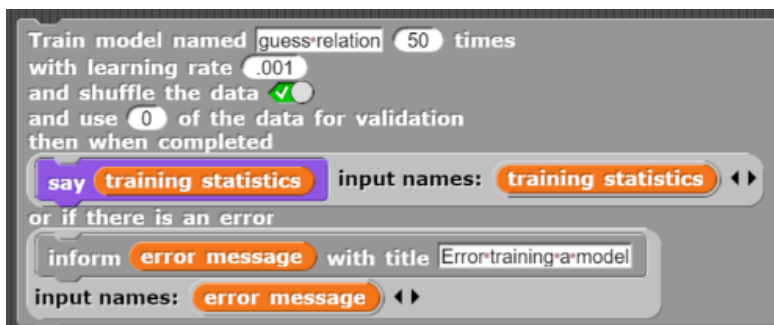 Train model named guess relation 50 times
with learning rate .001
and shuffle the data
and use 0 of the data for validation
then when completed
say training statistics input names: training statistics
or if there is an error
inform error message with title Error training a model
input names: error message